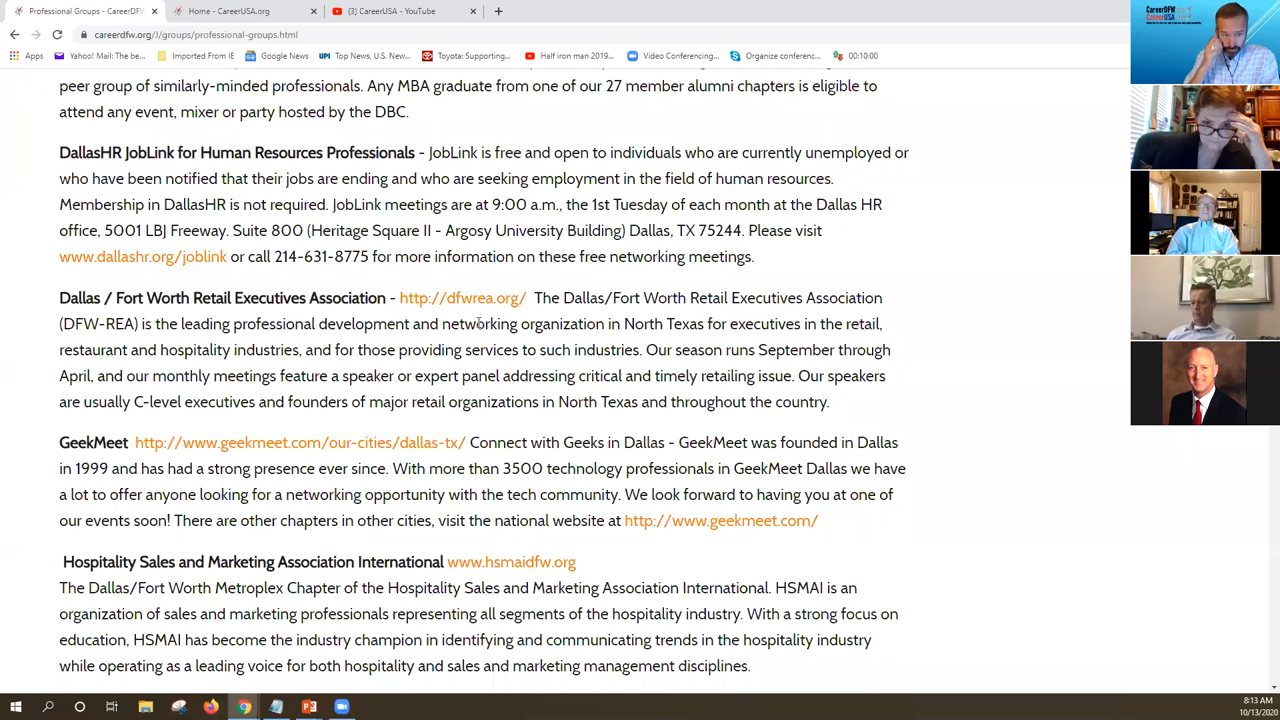 Professional Groups - CareerDFW
Home - CareerUSA.org
(3) CareerUSA - YouTube
careerdfw.org//groups/professional-groups.html
Apps
Yahoo! Mail: The be...
Imported From IE
Google News
Top News, U.S. New...
Toyota: Supporting...
Half iron man 2019...
Video Conferencing...
Organize conferenc...
00:10:00
peer group of similarly-minded professionals. Any MBA graduate from one of our 27 member alumni chapters is eligible to
attend any event, mixer or party hosted by the DBC.
DallasHR JobLink for Human Resources Professionals - JobLink is free and open to individuals who are currently unemployed or
who have been notified that their jobs are ending and who are seeking employment in the field of human resources.
Membership in DallasHR is not required. JobLink meetings are at 9:00 a.m., the 1st Tuesday of each month at the Dallas HR
office, 5001 LBJ Freeway. Suite 800 (Heritage Square II - Argosy University Building) Dallas, TX 75244. Please visit
www.dallashr.org/joblink or call 214-631-8775 for more information on these free networking meetings.
Dallas / Fort Worth Retail Executives Association - http://dfwrea.org/ The Dallas/Fort Worth Retail Executives Association
(DFW-REA) is the leading professional development and networking organization in North Texas for executives in the retail,
restaurant and hospitality industries, and for those providing services to such industries. Our season runs September through
April, and our monthly meetings feature a speaker or expert panel addressing critical and timely retailing issue. Our speakers
are usually C-level executives and founders of major retail organizations in North Texas and throughout the country.
GeekMeet http://www.geekmeet.com/our-cities/dallas-tx/ Connect with Geeks in Dallas - GeekMeet was founded in Dallas
in 1999 and has had a strong presence ever since. With more than 3500 technology professionals in GeekMeet Dallas we have
a lot to offer anyone looking for a networking opportunity with the tech community. We look forward to having you at one of
our events soon! There are other chapters in other cities, visit the national website at http://www.geekmeet.com/
Hospitality Sales and Marketing Association International www.hsmaidfw.org
The Dallas/Fort Worth Metroplex Chapter of the Hospitality Sales and Marketing Association International. HSMAI is an
organization of sales and marketing professionals representing all segments of the hospitality industry. With a strong focus on
education, HSMAI has become the industry champion in identifying and communicating trends in the hospitality industry
while operating as a leading voice for both hospitality and sales and marketing management disciplines.
CareerDFW
CareerUSA
8:13 AM
10/13/2020